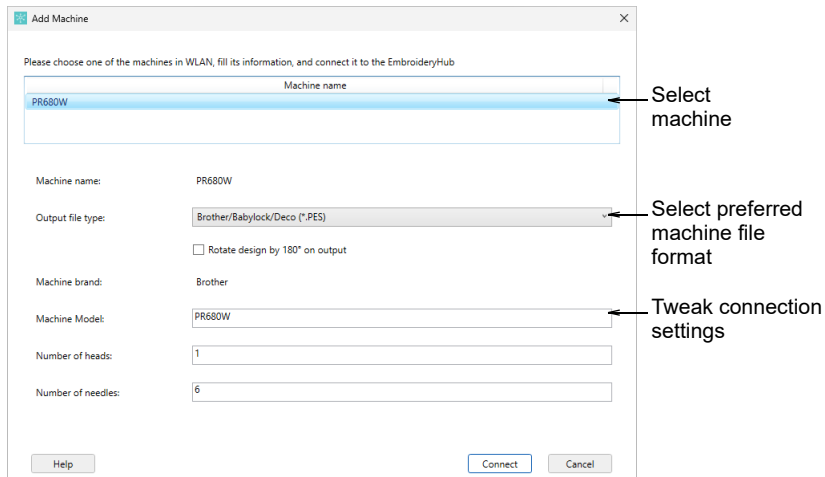 Add Machine
Please choose one of the machines in WLAN, fill its information, and connect it to the EmbroideryHub
Machine name
PR680W
Select
machine
Machine name: PR680W
Output file type: Brother/Babylock/Deco (*.PES)
Select preferred
machine file
format
Rotate design by 180° on output
Machine brand: Brother
Machine Model: PR680W
Tweak connection
settings
Number of heads: 1
Number of needles: 6
Help Connect Cancel